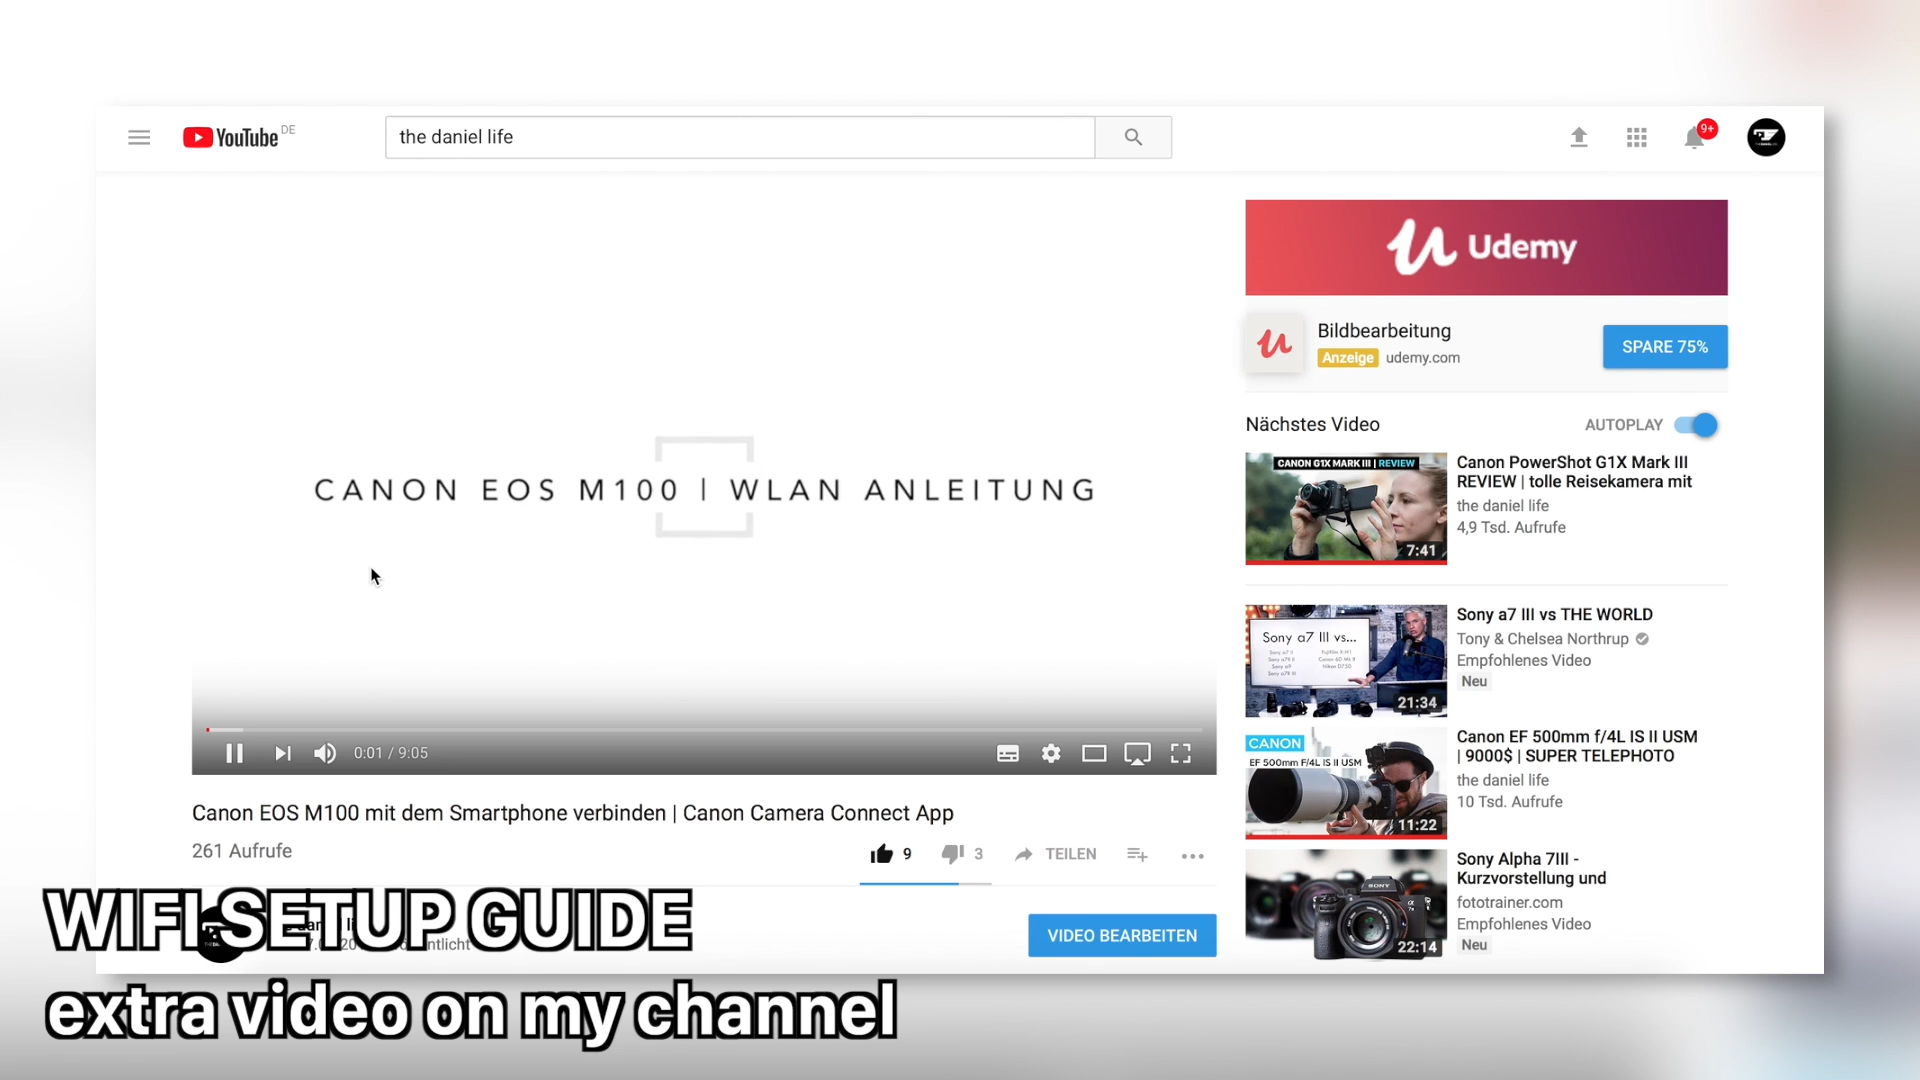 YouTube DE
the daniel life
9+
CANON EOS M100 | WLAN ANLEITUNG
0:01 / 9:05
Canon EOS M100 mit dem Smartphone verbinden | Canon Camera Connect App
261 Aufrufe
9
3
TEILEN
VIDEO BEARBEITEN
WIFI SETUP GUIDE
extra video on my channel
Udemy
Bildbearbeitung
Anzeige udemy.com
SPARE 75%
Nächstes Video
AUTOPLAY
CANON G1X MARK III | REVIEW
7:41
Canon PowerShot G1X Mark III
REVIEW | tolle Reisekamera mit
the daniel life
4,9 Tsd. Aufrufe
Sony a7 III vs...
21:34
Sony a7 III vs THE WORLD
Tony & Chelsea Northrup
Empfohlenes Video
Neu
CANON
EF 500mm F/4L IS II USM
11:22
Canon EF 500mm f/4L IS II USM
| 9000$ | SUPER TELEPHOTO
the daniel life
10 Tsd. Aufrufe
SONY
22:14
Sony Alpha 7III -
Kurzvorstellung und
fototrainer.com
Empfohlenes Video
Neu